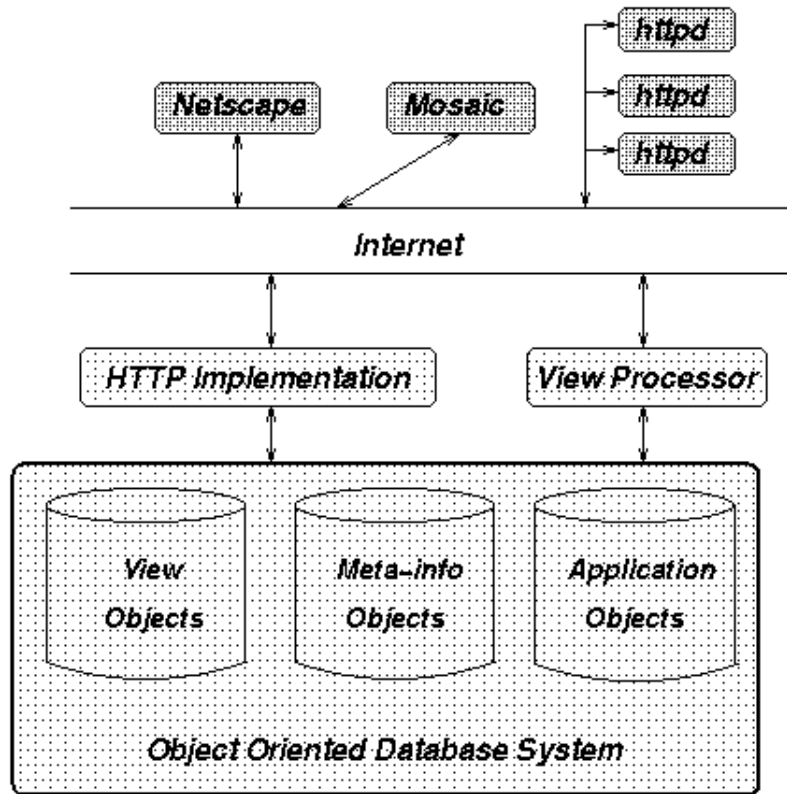 httpd
Netscape
Mosaic
httpd
httpd
Internet
HTTP Implementation
View Processor
View
Objects
Meta-info
Objects
Application
Objects
Object Oriented Database System